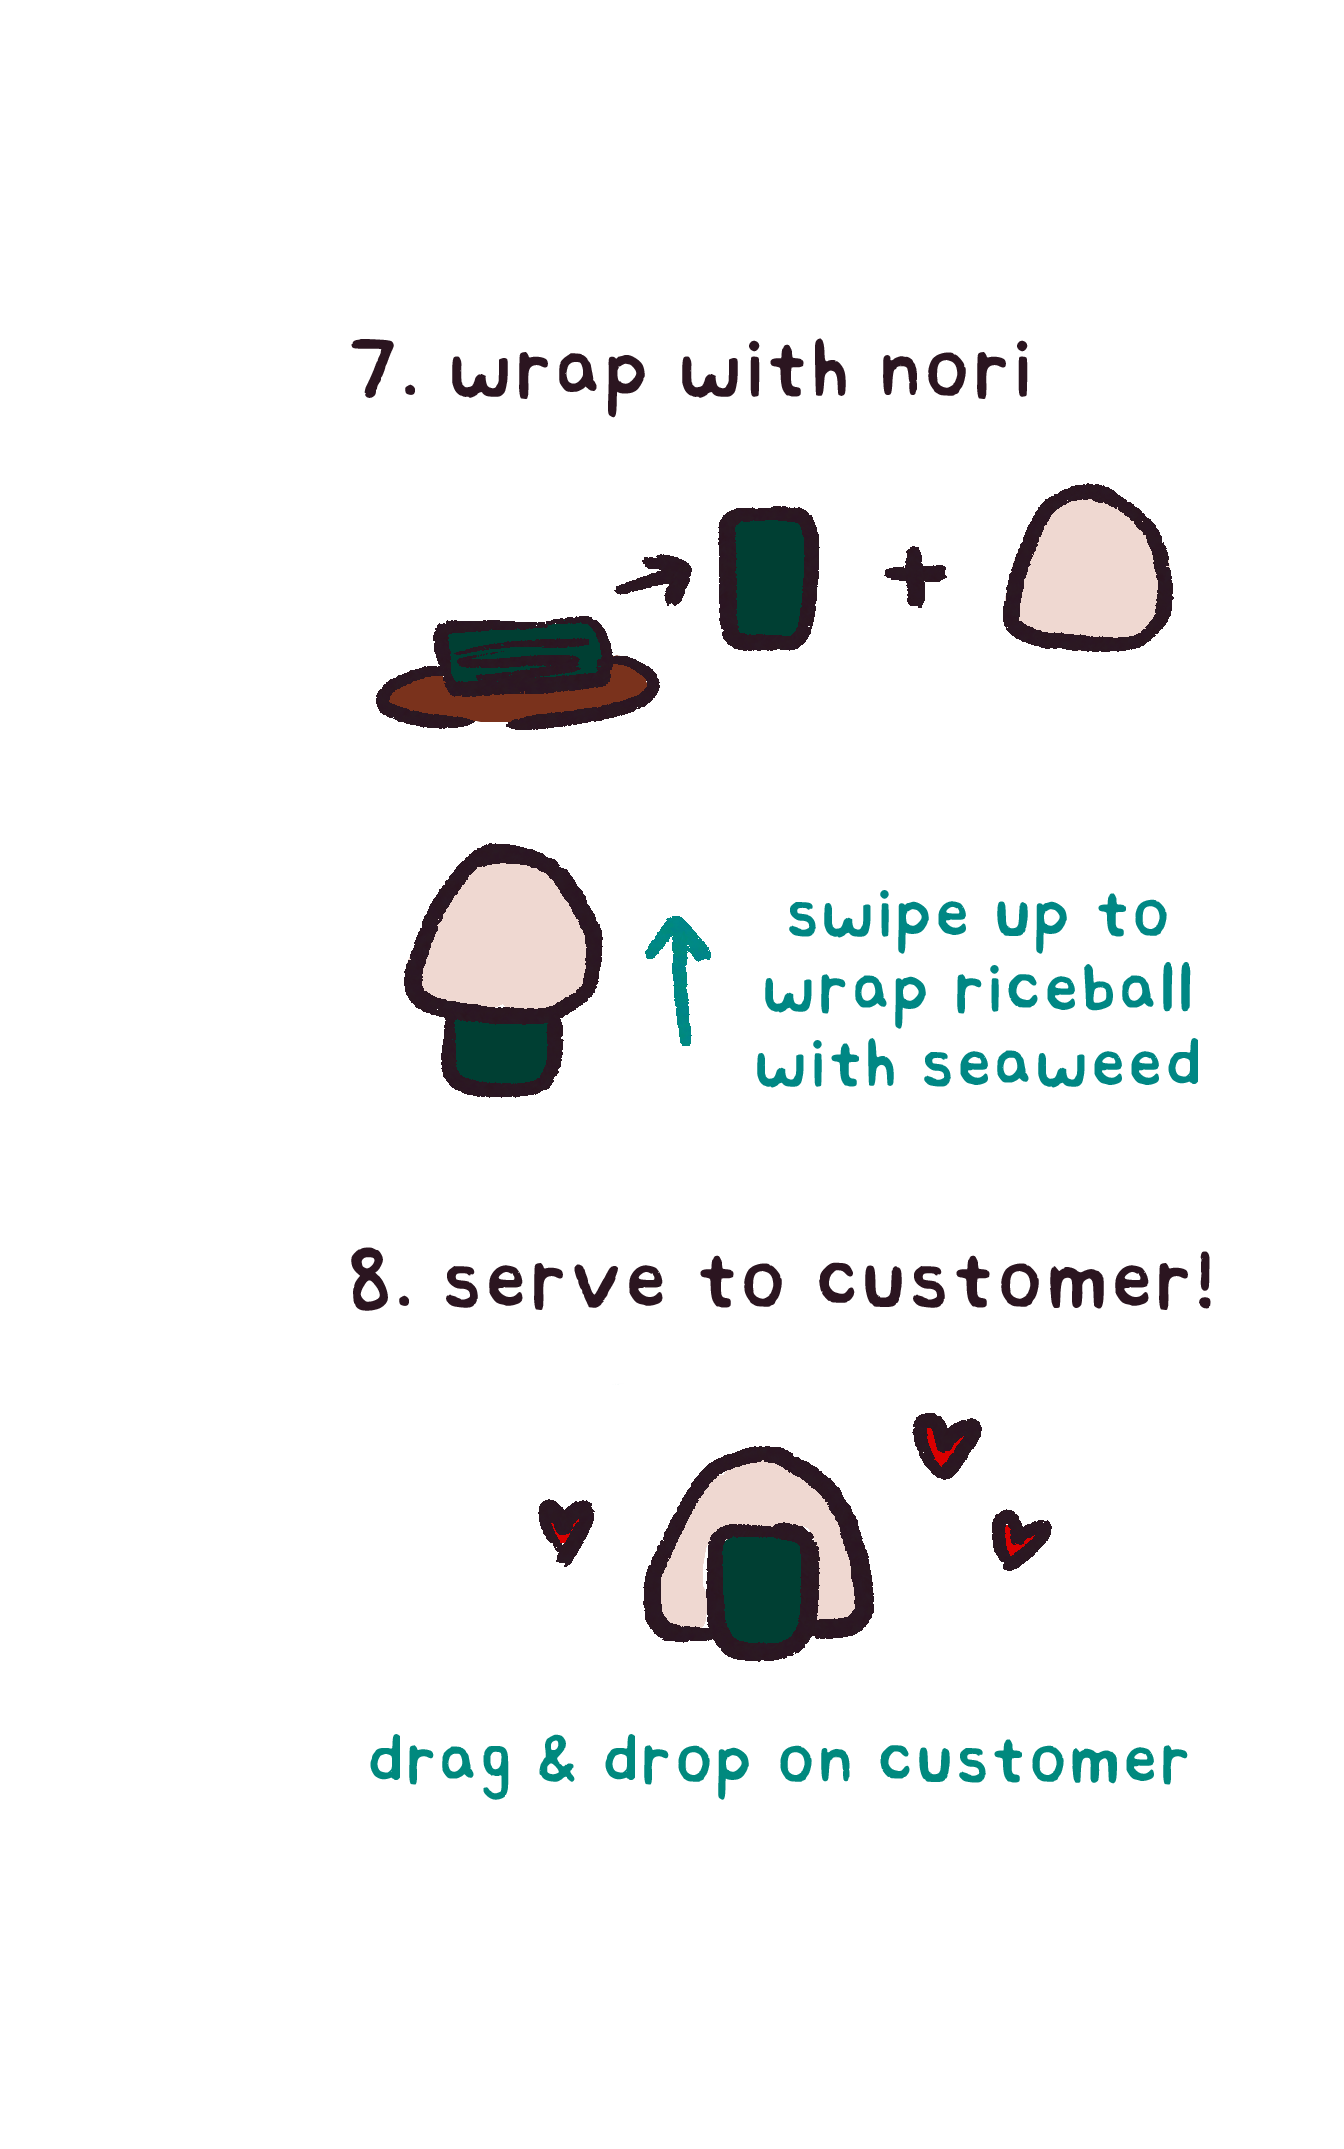 7. wrap with nori
swipe up to
wrap riceball
with seaweed
8. serve to customer!
drag & drop on customer